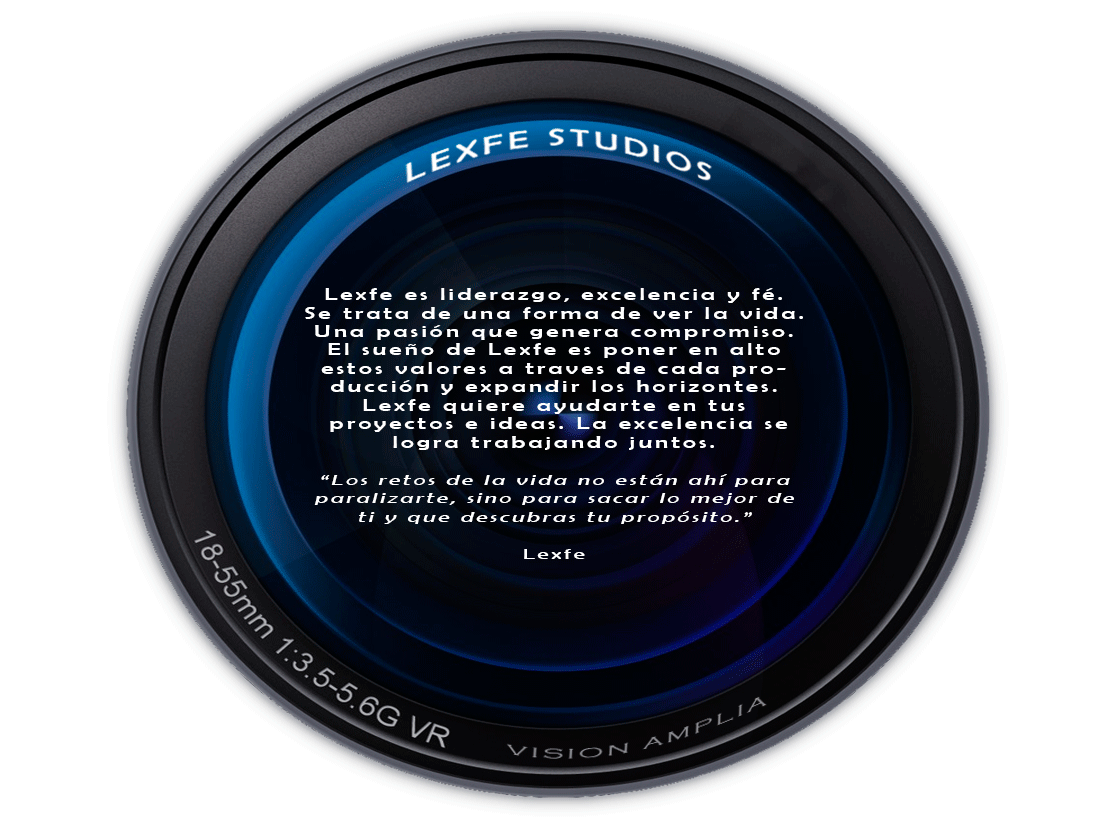 LEXFE STUDIOS
Lexfe es liderazgo, excelencia y fé.
Se trata de una forma de ver la vida.
Una pasión que genera compromiso.
El sueño de Lexfe es poner en alto
estos valores a traves de cada pro-
ducción y expandir los horizontes.
Lexfe quiere ayudarte en tus
proyectos e ideas. La excelencia se
logra trabajando juntos.
“Los retos de la vida no están ahí para
paralizarte, sino para sacar lo mejor de
ti y que descubras tu propósito.”
Lexfe
18-55mm 1:3.5-5.6G VR
VISION AMPLIA